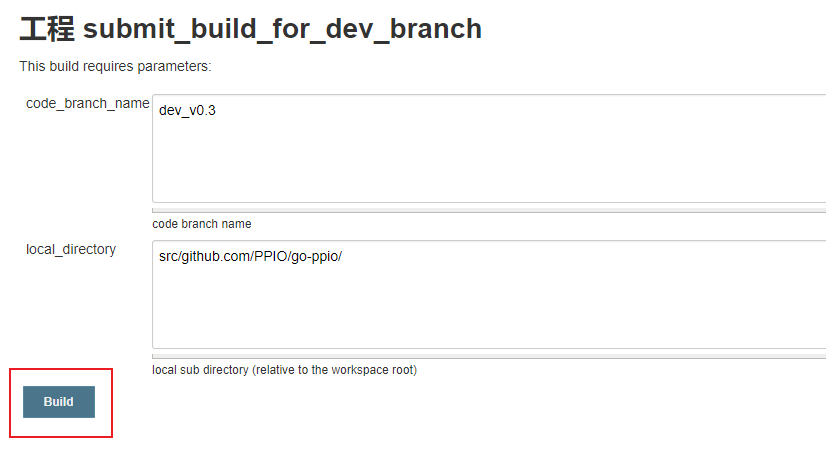 工程 submit_build_for_dev_branch
This build requires parameters:
code_branch_name
dev_v0.3
code branch name
local_directory
src/github.com/PPIO/go-ppio/
local sub directory (relative to the workspace root)
Build